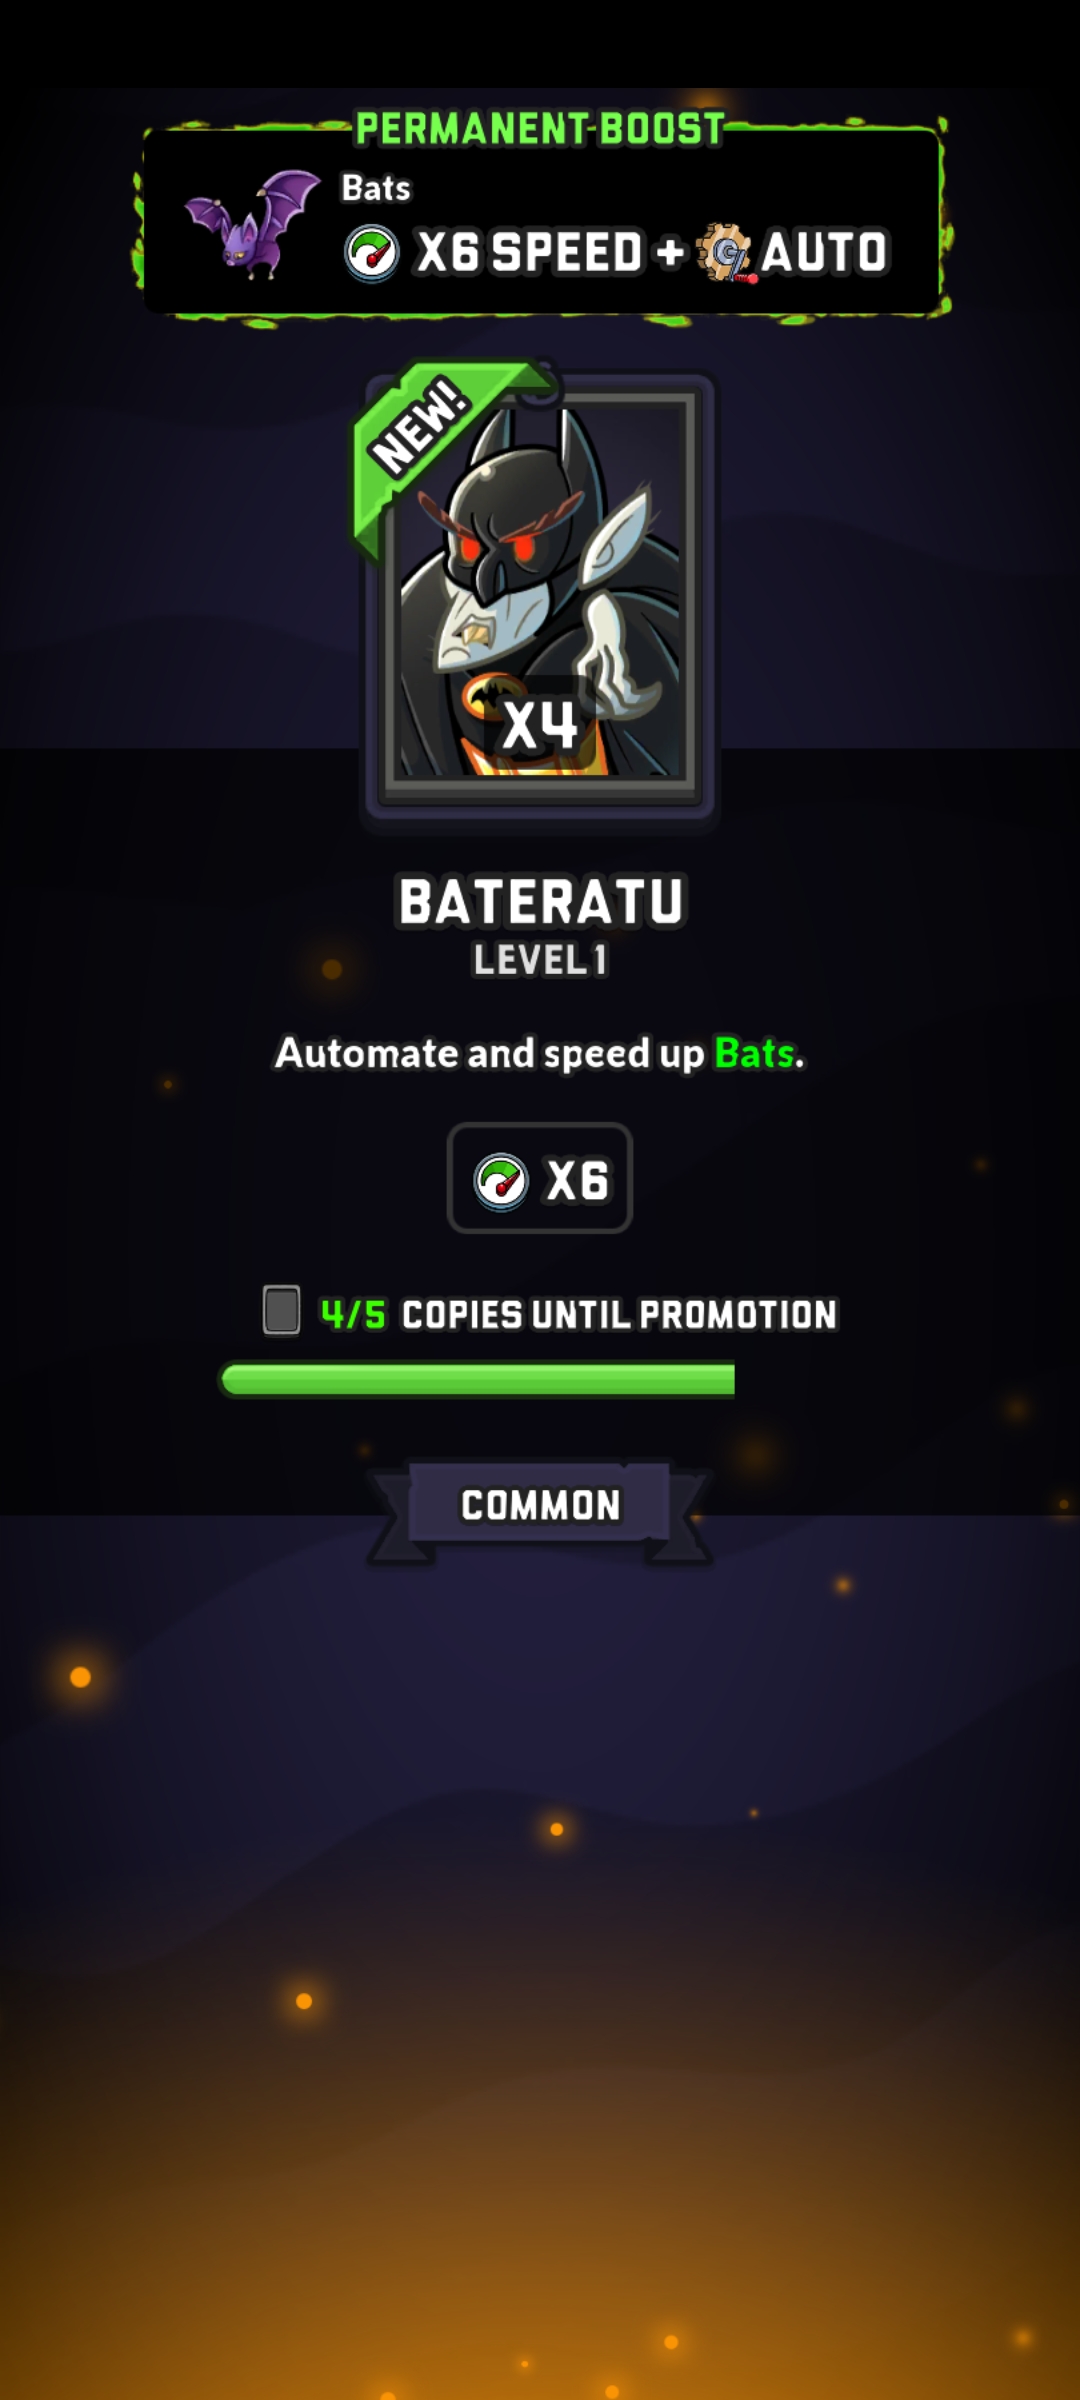 PERMANENT BOOST
Bats
X6 SPEED + AUTO
NEW!
X4
BATERATU
LEVEL 1
Automate and speed up Bats.
X6
4/5 COPIES UNTIL PROMOTION
COMMON